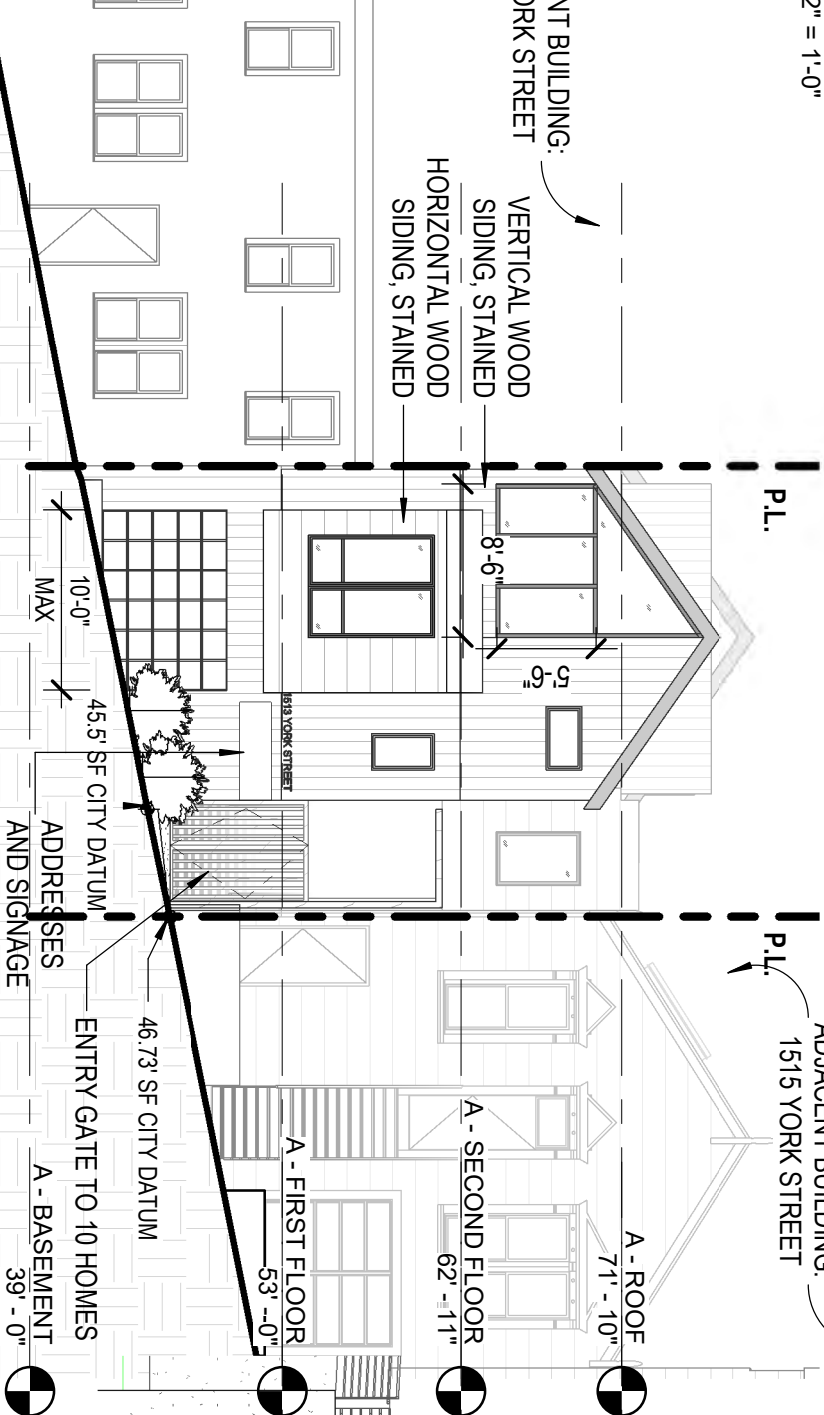 2" = 1'-0"
NT BUILDING:
ORK STREET
VERTICAL WOOD
SIDING, STAINED
HORIZONTAL WOOD
SIDING, STAINED
P.L.
P.L.
ADJACENT BUILDING:
1515 YORK STREET
8'-6"
5'-6"
1513 YORK STREET
10'-0"
MAX
45.5' SF CITY DATUM
ADDRESSES
AND SIGNAGE
46.73' SF CITY DATUM
ENTRY GATE TO 10 HOMES
A - ROOF
71' - 10"
A - SECOND FLOOR
62' - 11"
A - FIRST FLOOR
53' - 0"
A - BASEMENT
39' - 0"